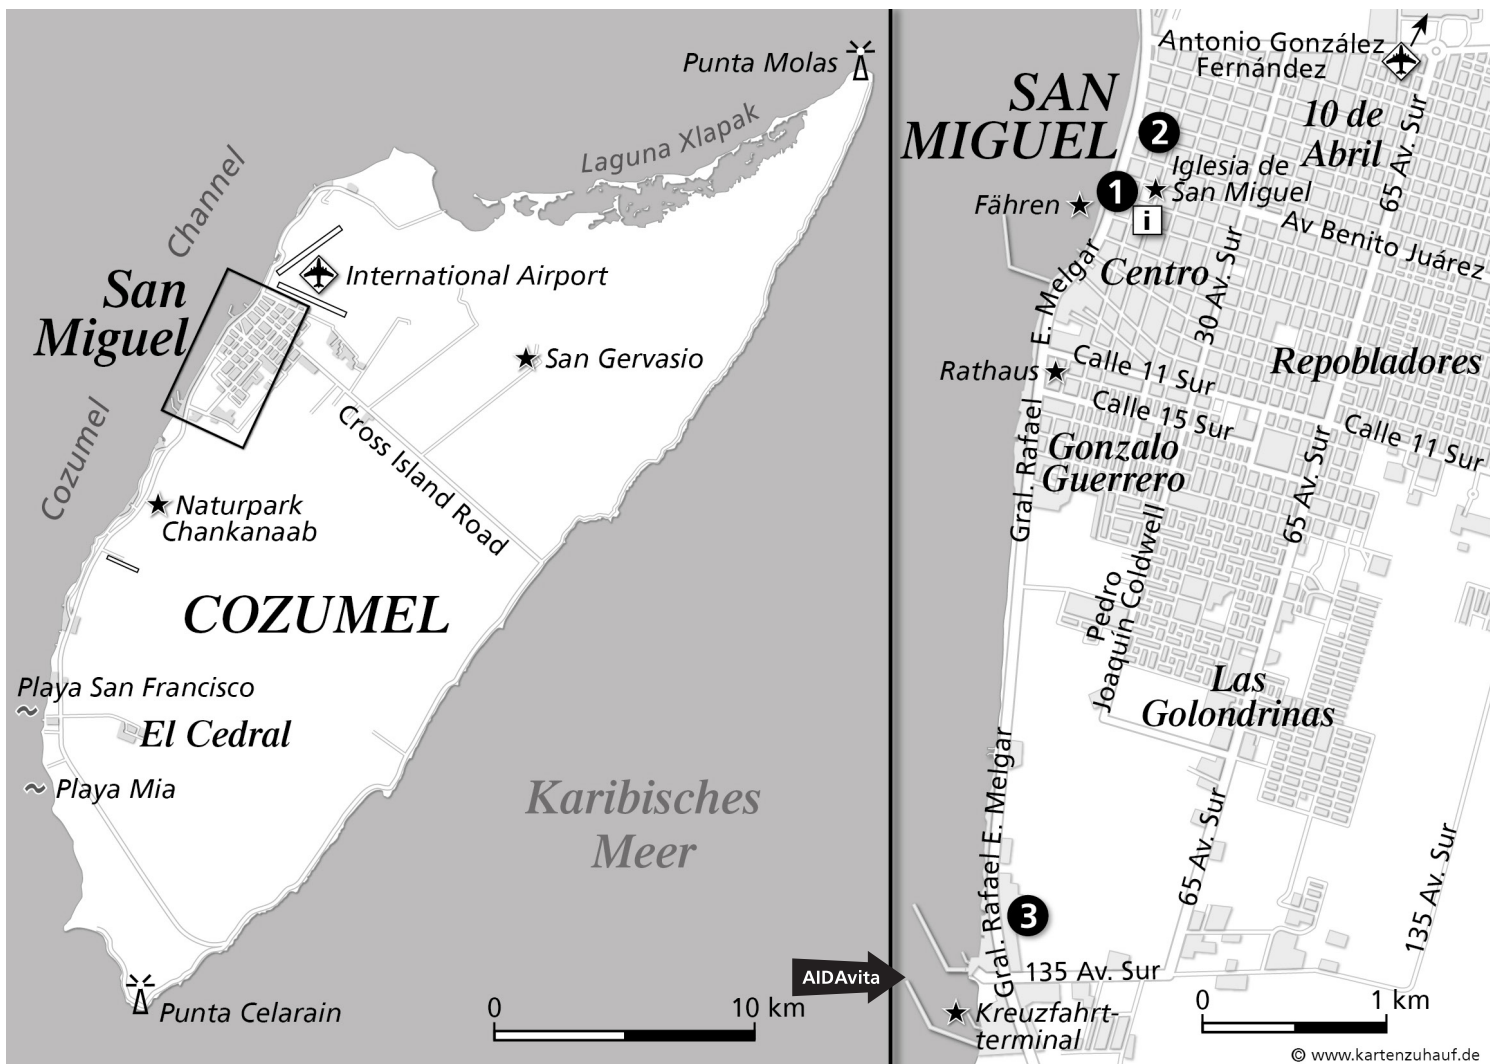 Punta Molas
Laguna Xlapak
Channel
International Airport
San
Miguel
San Gervasio
Cozumel
Cross Island Road
Naturpark
Chankanaab
COZUMEL
Playa San Francisco
El Cedral
Playa Mia
Karibisches
Meer
Punta Celarain
0
10 km
Antonio González
Fernández
SAN
MIGUEL
2
10 de
Abril
65 Av. Sur
Iglesia de
San Miguel
1
Fähren
i
Av Benito Juárez
Centro
30 Av. Sur
Gral. Rafael E. Melgar
Repobladores
Rathaus
Calle 11 Sur
Calle 15 Sur
Calle 11 Sur
Gonzalo
Guerrero
65 Av. Sur
Pedro
Joaquín Coldwell
Las
Golondrinas
Gral. Rafael E. Melgar
65 Av. Sur
135 Av. Sur
3
AIDAvita
135 Av. Sur
Kreuzfahrt-
terminal
0
1 km
© www.kartenzuhauf.de